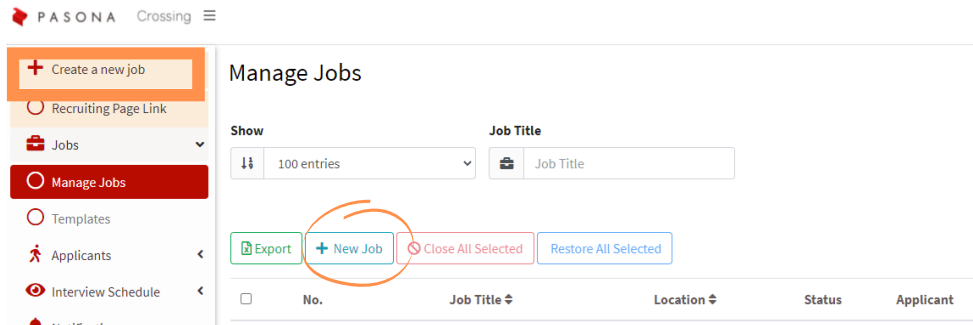 PASONA Crossing
Create a new job
Recruiting Page Link
Jobs
Manage Jobs
Templates
Applicants
Interview Schedule
Manage Jobs
Show
Job Title
100 entries
Job Title
Export
New Job
Close All Selected
Restore All Selected
No.
Job Title
Location
Status
Applicant